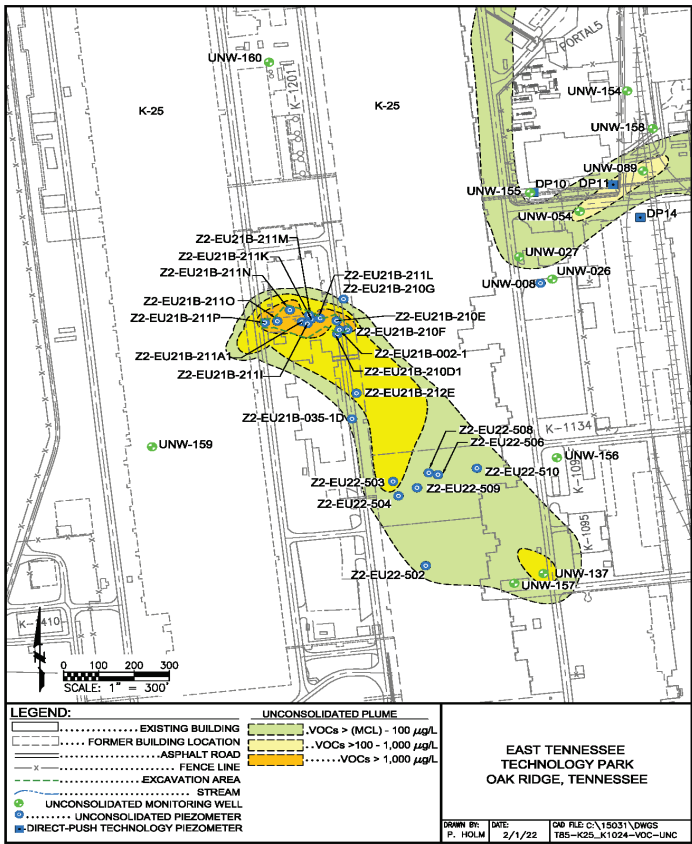 UNW-160
K-1201
K-25
K-25
PORTAL5
UNW-154
UNW-158
UNW-089
UNW-155
DP10
DP11
UNW-054
DP14
UNW-027
UNW-026
UNW-008
Z2-EU21B-211M
Z2-EU21B-211K
Z2-EU21B-211N
Z2-EU21B-211L
Z2-EU21B-210G
Z2-EU21B-211O
Z2-EU21B-211P
Z2-EU21B-210E
Z2-EU21B-210F
Z2-EU21B-211A1
Z2-EU21B-002-1
Z2-EU21B-211I
Z2-EU21B-210D1
Z2-EU21B-212E
Z2-EU21B-035-1D
K-1134
Z2-EU22-508
Z2-EU22-506
UNW-159
UNW-156
Z2-EU22-510
Z2-EU22-503
Z2-EU22-509
Z2-EU22-504
K-1095
Z2-EU22-502
UNW-137
UNW-157
K-1410
N
0 100 200 300
SCALE: 1" = 300'
LEGEND:
EXISTING BUILDING
FORMER BUILDING LOCATION
ASPHALT ROAD
FENCE LINE
EXCAVATION AREA
STREAM
UNCONSOLIDATED MONITORING WELL
UNCONSOLIDATED PIEZOMETER
DIRECT-PUSH TECHNOLOGY PIEZOMETER
UNCONSOLIDATED PLUME
VOCs > (MCL) - 100 µg/L
VOCs >100 - 1,000 µg/L
VOCs > 1,000 µg/L
EAST TENNESSEE
TECHNOLOGY PARK
OAK RIDGE, TENNESSEE
DRAWN BY:
P. HOLM
DATE:
2/1/22
CAD FILE: C:\15031\DWGS
T85-K25_K1024-VOC-UNC